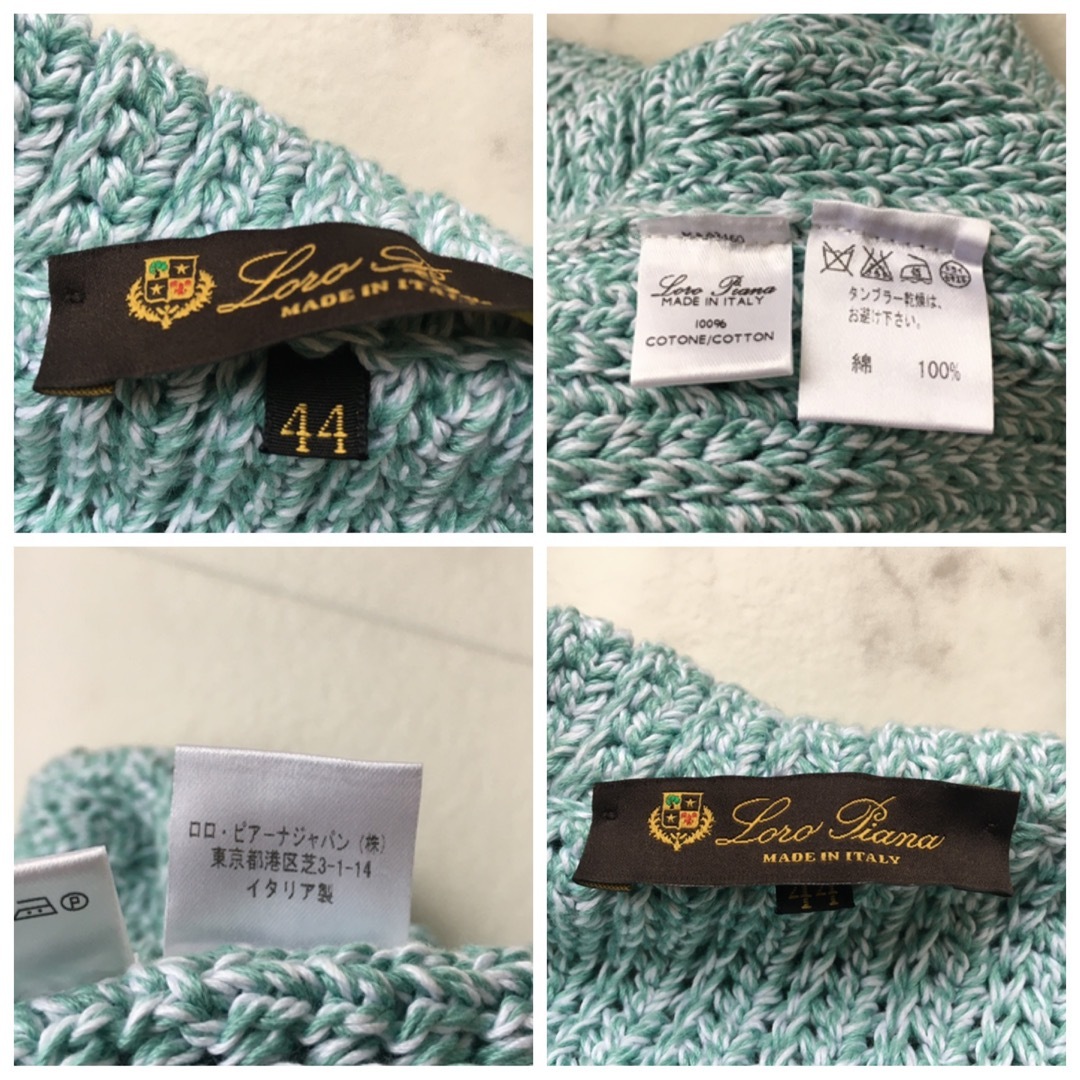 Loro
MADE IN ITALY
44
Loro Piana
MADE IN ITALY
100%
COTONE/COTTON
タンブラー乾燥は、
お避け下さい。
綿 100%
ロロ・ピアーナジャパン (株)
東京都港区芝3-1-14
イタリア製
P
Loro Piana
MADE IN ITALY
44